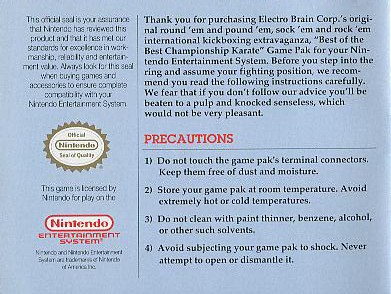 This official seal is your assurance
that Nintendo has reviewed this
product and that it has met our
standards for excellence in work-
manship, reliability and entertain-
ment value. Always look for this seal
when buying games and
accessories to ensure complete
compatibility with your
Nintendo Entertainment System.
Official
Nintendo
Seal of Quality
This game is licensed by
Nintendo for play on the
Nintendo
ENTERTAINMENT
SYSTEM®
Nintendo and Nintendo Entertainment
System are trademarks of Nintendo
of America Inc.
Thank you for purchasing Electro Brain Corp.'s origi-
nal round 'em and pound 'em, sock 'em and rock 'em
international kickboxing extravaganza, "Best of the
Best Championship Karate" Game Pak for your Nin-
tendo Entertainment System. Before you step into the
ring and assume your fighting position, we recom-
mend you read the following instructions carefully.
We fear that if you don't follow our advice you'll be
beaten to a pulp and knocked senseless, which
would not be very pleasant.
PRECAUTIONS
1) Do not touch the game pak's terminal connectors.
Keep them free of dust and moisture.
2) Store your game pak at room temperature. Avoid
extremely hot or cold temperatures.
3) Do not clean with paint thinner, benzene, alcohol,
or other such solvents.
4) Avoid subjecting your game pak to shock. Never
attempt to open or dismantle it.